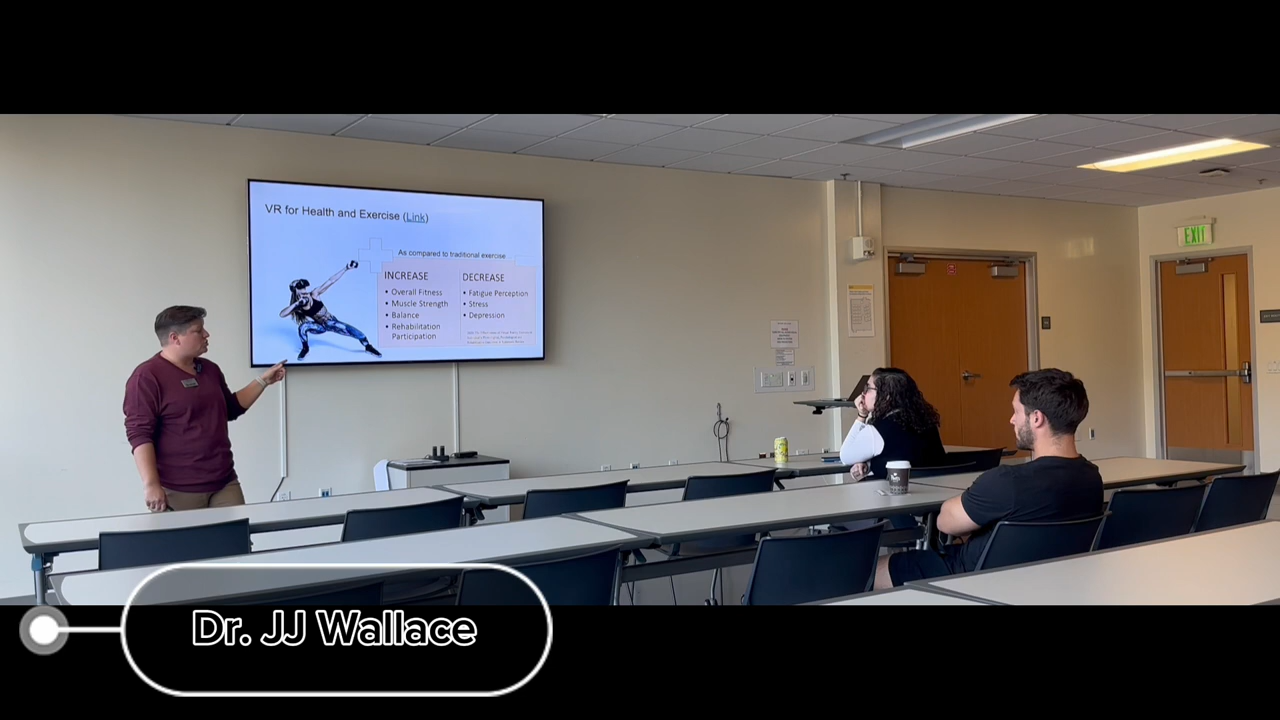 VR for Health and Exercise (Link)
As compared to traditional exercise
INCREASE
• Overall Fitness
• Muscle Strength
• Balance
• Rehabilitation
Participation
DECREASE
• Fatigue Perception
• Stress
• Depression
EXIT
Dr. JJ Wallace